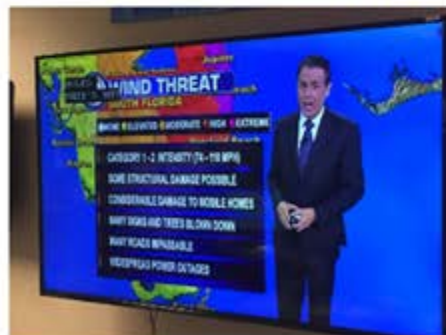 WIND THREAT
SOUTH FLORIDA
NONE ELEVATED MODERATE HIGH EXTREME
CATEGORY 1 - 2 INTENSITY (74 - 110 MPH)
SOME STRUCTURAL DAMAGE POSSIBLE
CONSIDERABLE DAMAGE TO MOBILE HOMES
MANY SIGNS AND TREES BLOWN DOWN
MANY ROADS IMPASSABLE
WIDESPREAD POWER OUTAGES